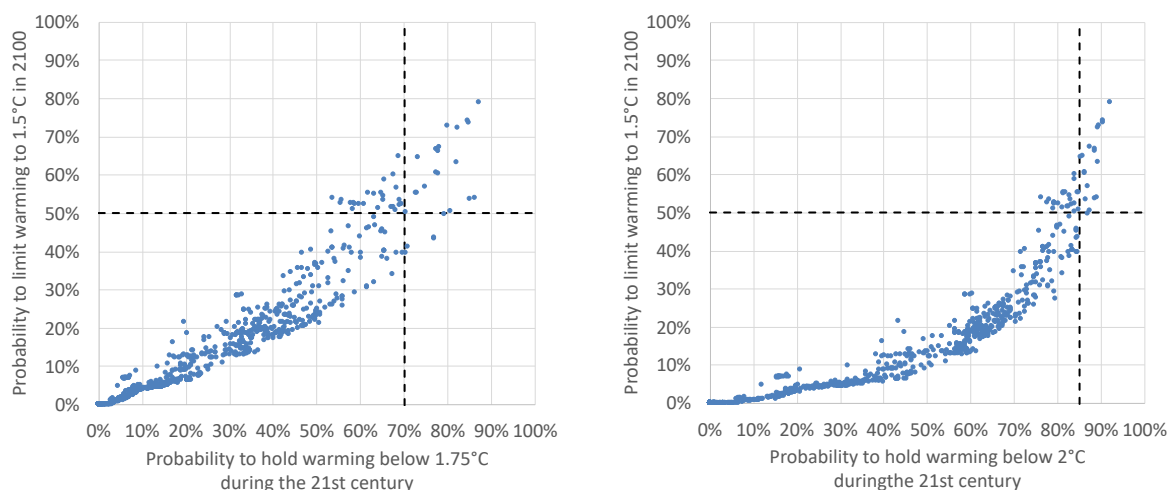 Probability to limit warming to 1.5°C in 2100
100%
90%
80%
70%
60%
50%
40%
30%
20%
10%
0%
0% 10% 20% 30% 40% 50% 60% 70% 80% 90% 100%
Probability to hold warming below 1.75°C
during the 21st century
Probability to limit warming to 1.5°C in 2100
100%
90%
80%
70%
60%
50%
40%
30%
20%
10%
0%
0% 10% 20% 30% 40% 50% 60% 70% 80% 90% 100%
Probability to hold warming below 2°C
duringthe 21st century